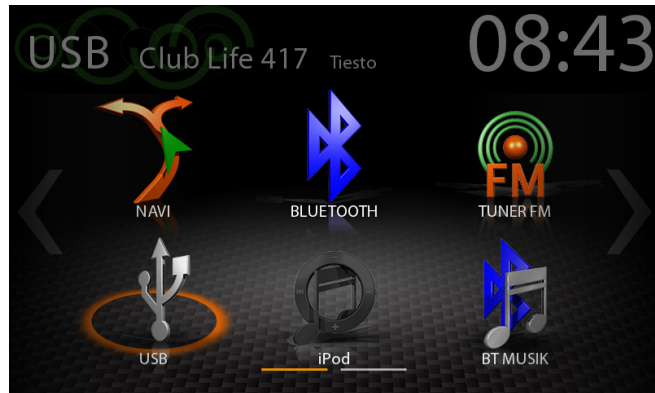 USB Club Life 417 Tiesto 08:43
NAVI BLUETOOTH TUNER FM
FM
USB iPod BT MUSIK